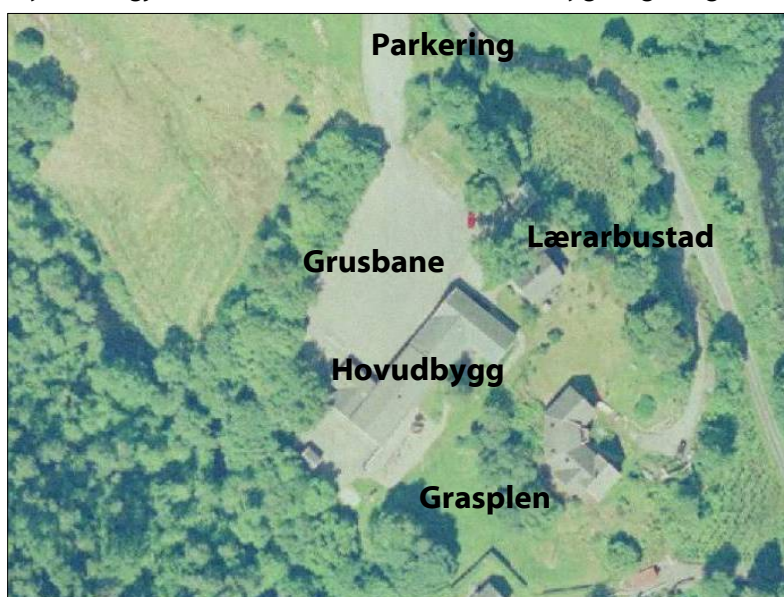 Parkering
Lærarbustad
Grusbane
Hovudbygg
Grasplen